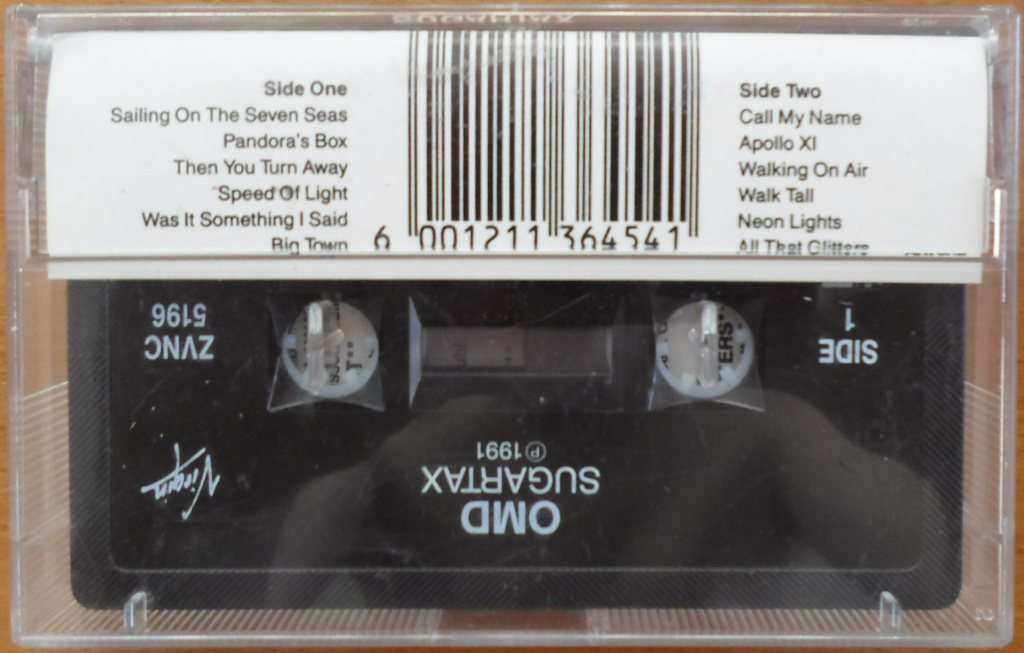 Side One
Sailing On The Seven Seas
Pandora's Box
Then You Turn Away
Speed Of Light
Was It Something I Said
Big Town
6 001211 364541
Side Two
Call My Name
Apollo XI
Walking On Air
Walk Tall
Neon Lights
All That Glitters
ZVNC
5196
SIDE
1
Virgin
OMD
SUGARTAX
℗ 1991